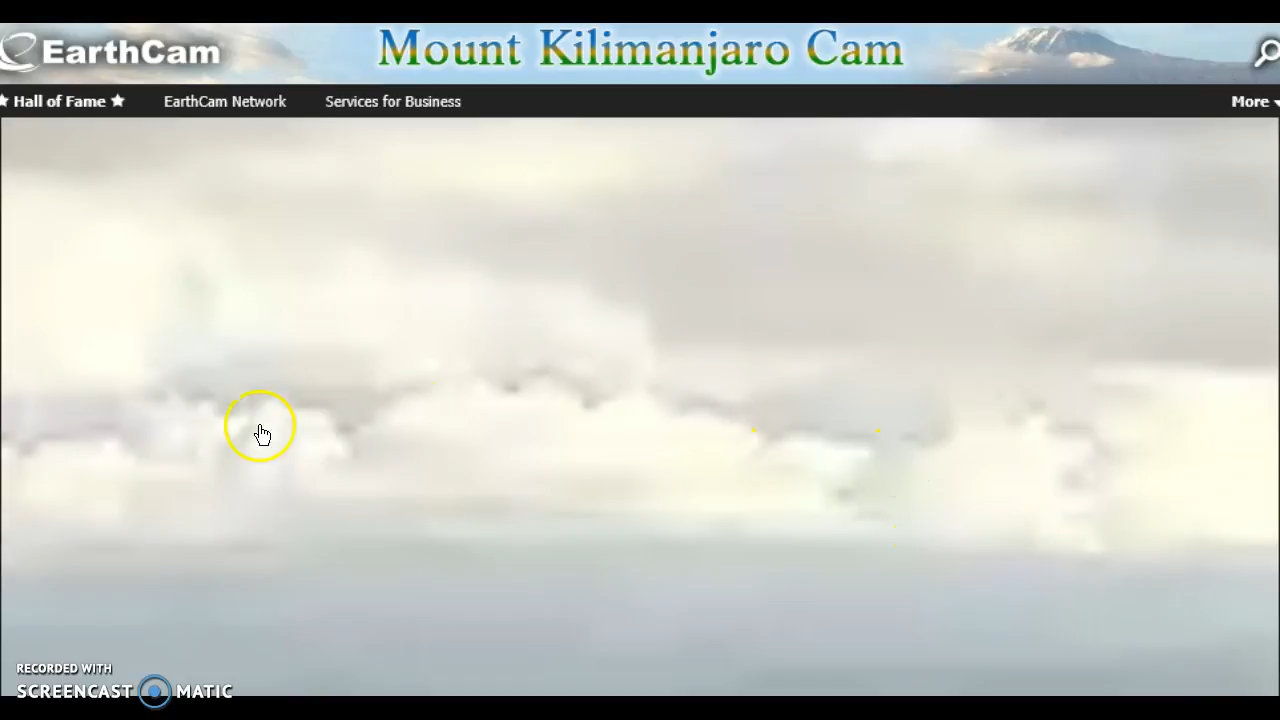 EarthCam
Mount Kilimanjaro Cam
★ Hall of Fame ★
EarthCam Network
Services for Business
More
RECORDED WITH
SCREENCAST MATIC